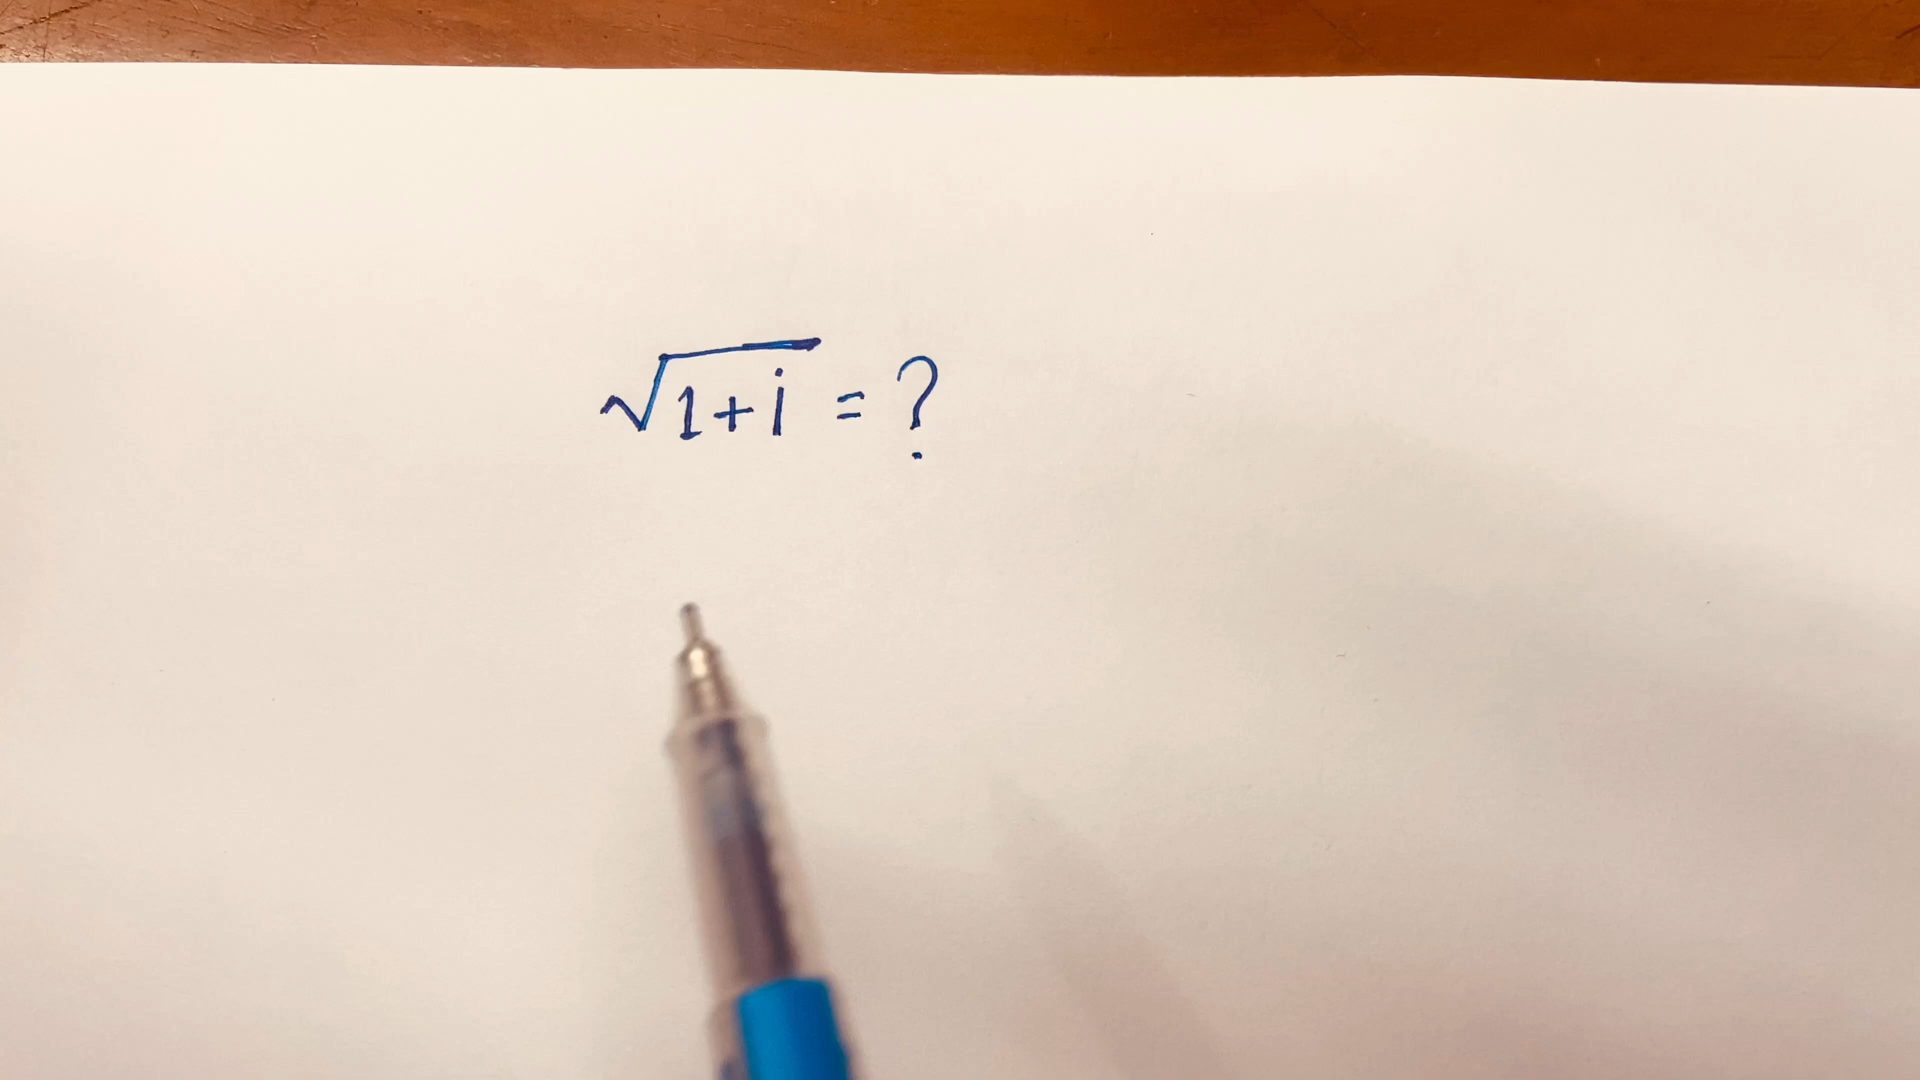 √1+i = ?